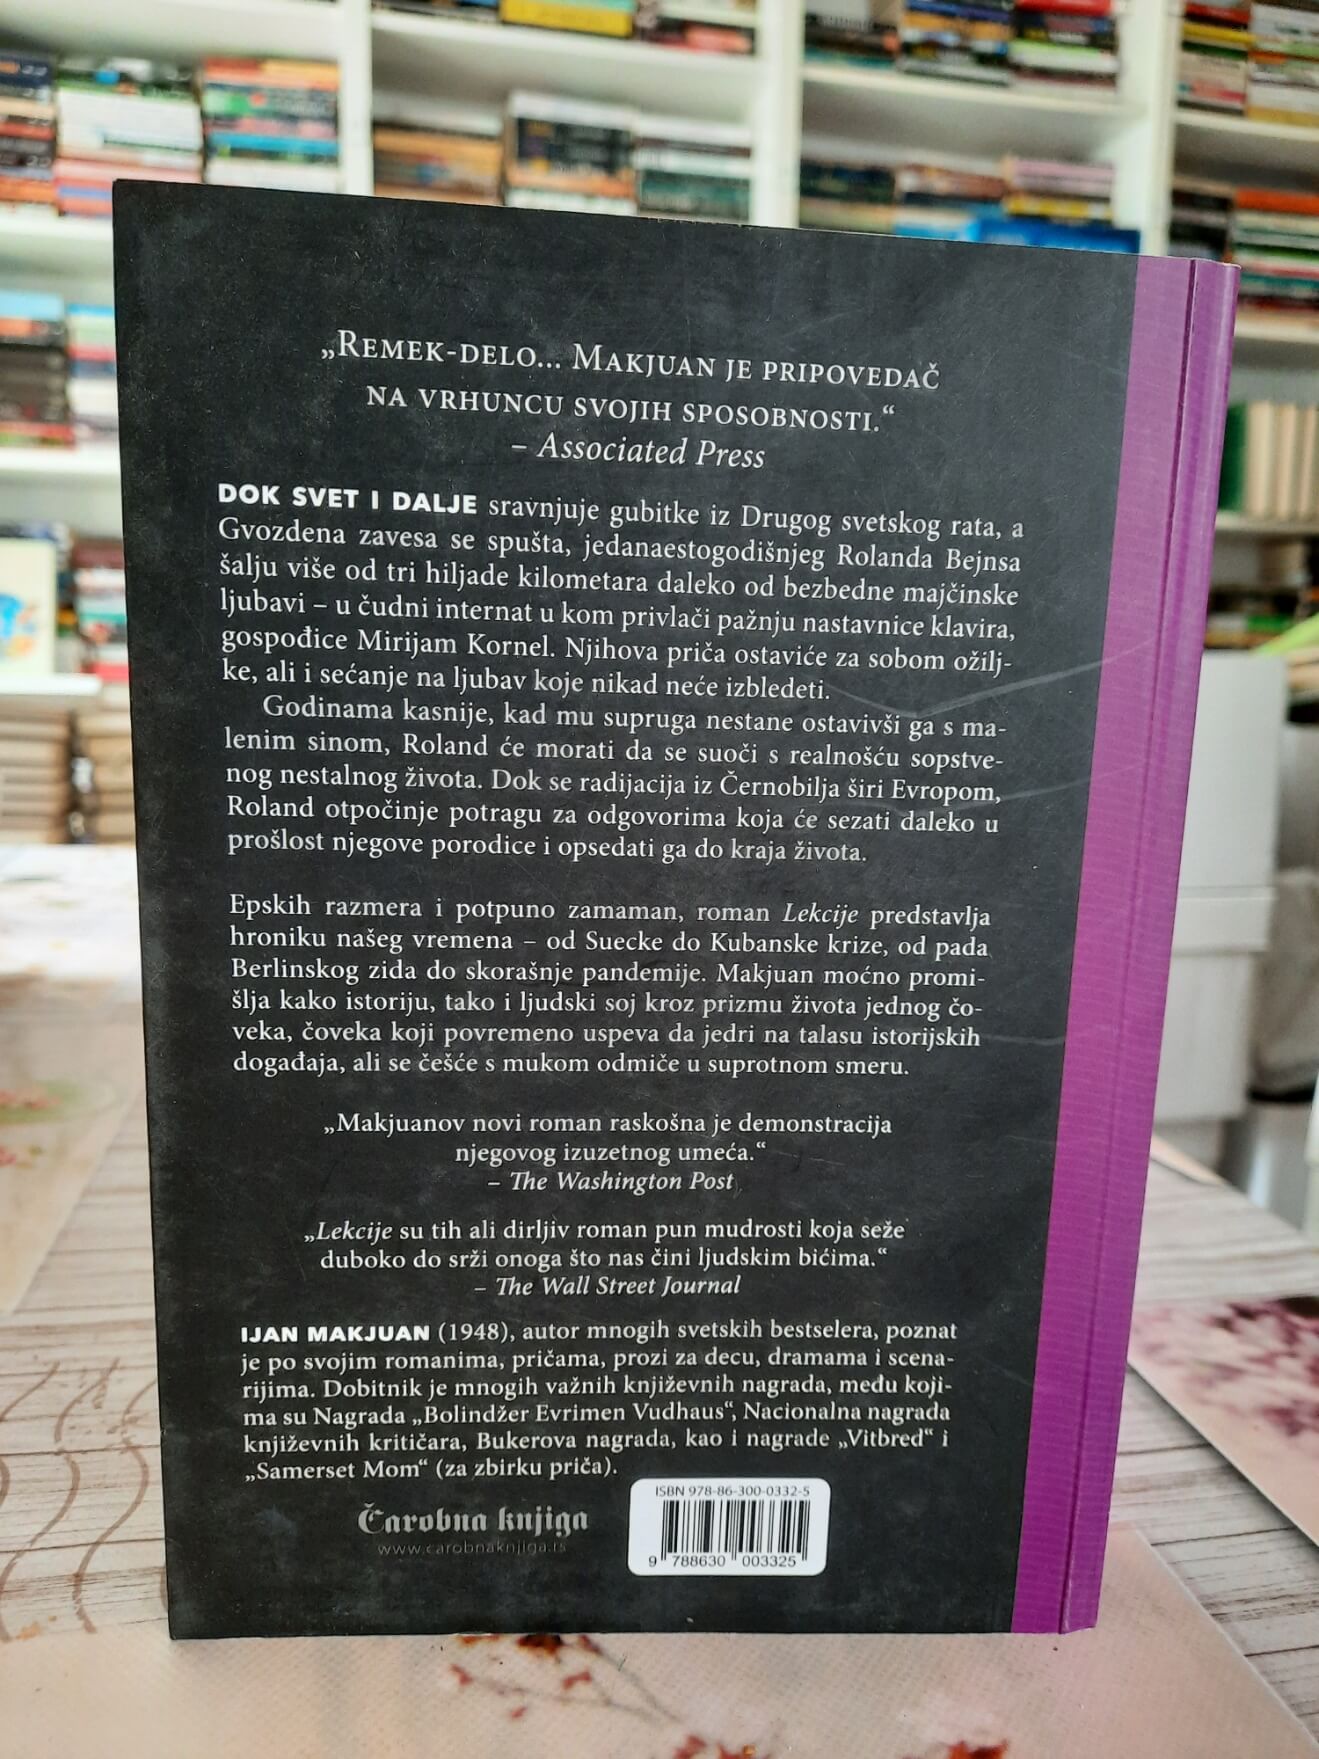 „Remek-delo... Makjuan je pripovedač
na vrhuncu svojih sposobnosti.“
– Associated Press
DOK SVET I DALJE sravnjuje gubitke iz Drugog svetskog rata, a
Gvozdena zavesa se spušta, jedanaestogodišnjeg Rolanda Bejnsa
šalju više od tri hiljade kilometara daleko od bezbedne majčinske
ljubavi – u čudni internat u kom privlači pažnju nastavnice klavira,
gospođice Mirijam Kornel. Njihova priča ostaviće za sobom ožilj-
ke, ali i sećanje na ljubav koje nikad neće izbledeti.
Godinama kasnije, kad mu supruga nestane ostavivši ga s ma-
lenim sinom, Roland će morati da se suoči s realnošću sopstve-
nog nestalnog života. Dok se radijacija iz Černobilja širi Evropom,
Roland otpočinje potragu za odgovorima koja će sezati daleko u
prošlost njegove porodice i opsedati ga do kraja života.
Epskih razmera i potpuno zamaman, roman Lekcije predstavlja
hroniku našeg vremena – od Suecke do Kubanske krize, od pada
Berlinskog zida do skorašnje pandemije. Makjuan moćno promi-
šlja kako istoriju, tako i ljudski soj kroz prizmu života jednog čo-
veka, čoveka koji povremeno uspeva da jedri na talasu istorijskih
događaja, ali se češće s mukom odmiče u suprotnom smeru.
„Makjuanov novi roman raskošna je demonstracija
njegovog izuzetnog umeća.“
– The Washington Post
„Lekcije su tih ali dirljiv roman pun mudrosti koja seže
duboko do srži onoga što nas čini ljudskim bićima.“
– The Wall Street Journal
IJAN MAKJUAN (1948), autor mnogih svetskih bestselera, poznat
je po svojim romanima, pričama, prozi za decu, dramama i scena-
rijima. Dobitnik je mnogih važnih književnih nagrada, među koji-
ma su Nagrada „Bolindžer Evrimen Vudhaus“, Nacionalna nagrada
književnih kritičara, Bukerova nagrada, kao i nagrade „Vitbred“ i
„Samerset Mom“ (za zbirku priča).
Čarobna knjiga
www.carobnaknjiga.rs
ISBN 978-86-300-0332-5
9 788630 003325